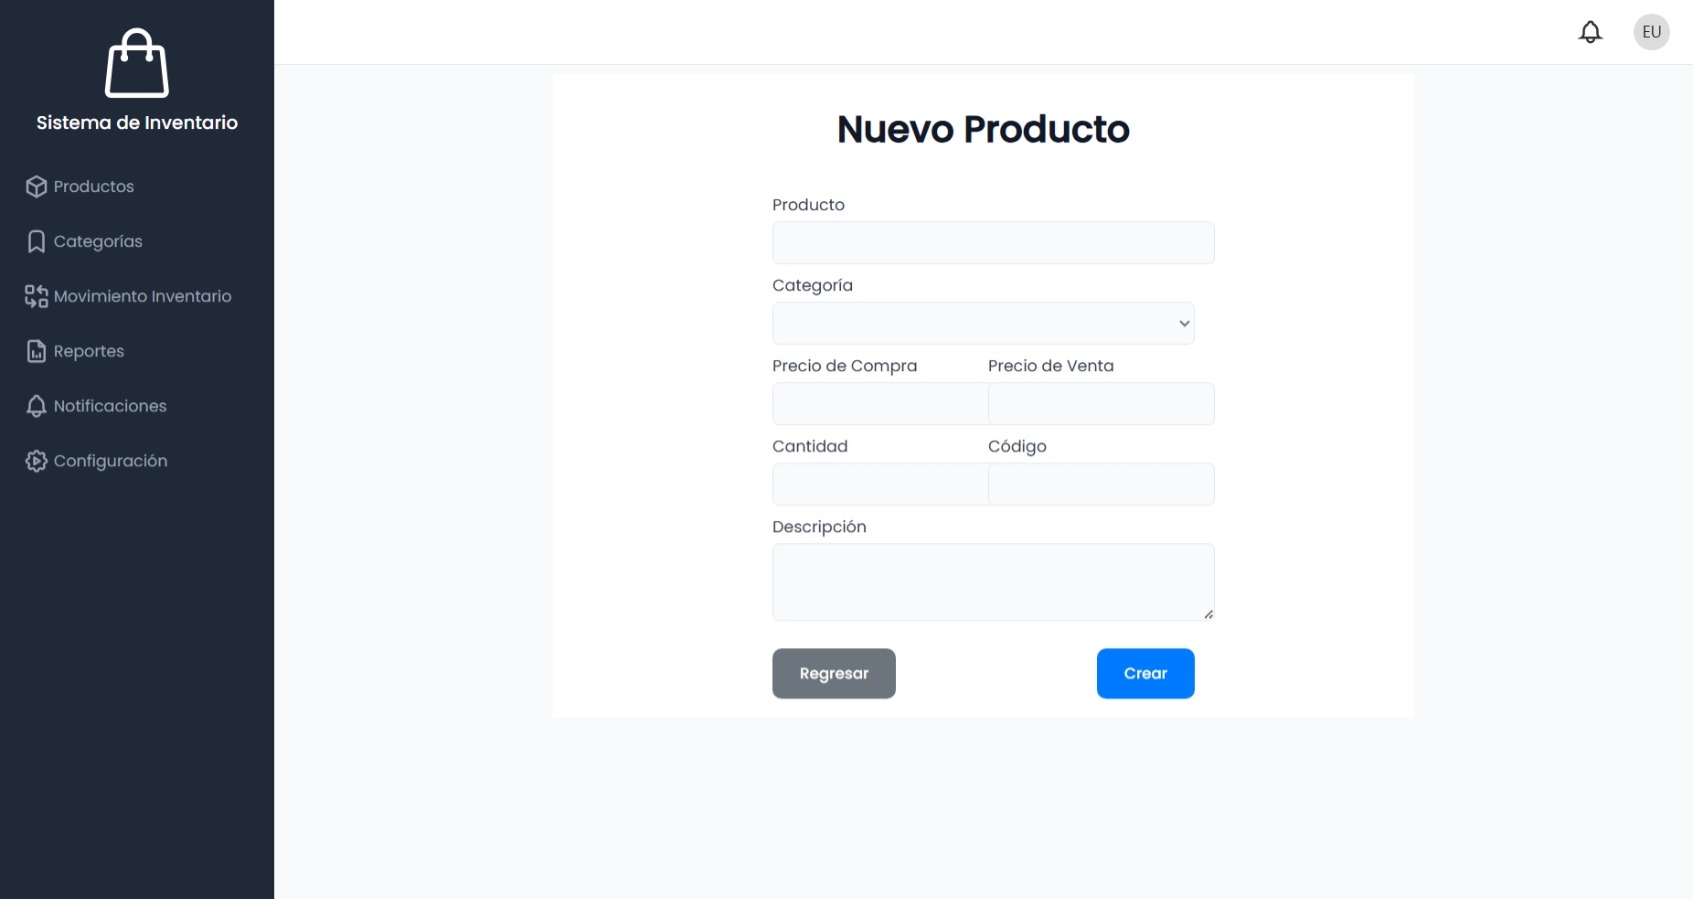 EU
Sistema de Inventario
Productos
Categorías
Movimiento Inventario
Reportes
Notificaciones
Configuración
Nuevo Producto
Producto
Categoría
Precio de Compra Precio de Venta
Cantidad Código
Descripción
Regresar Crear